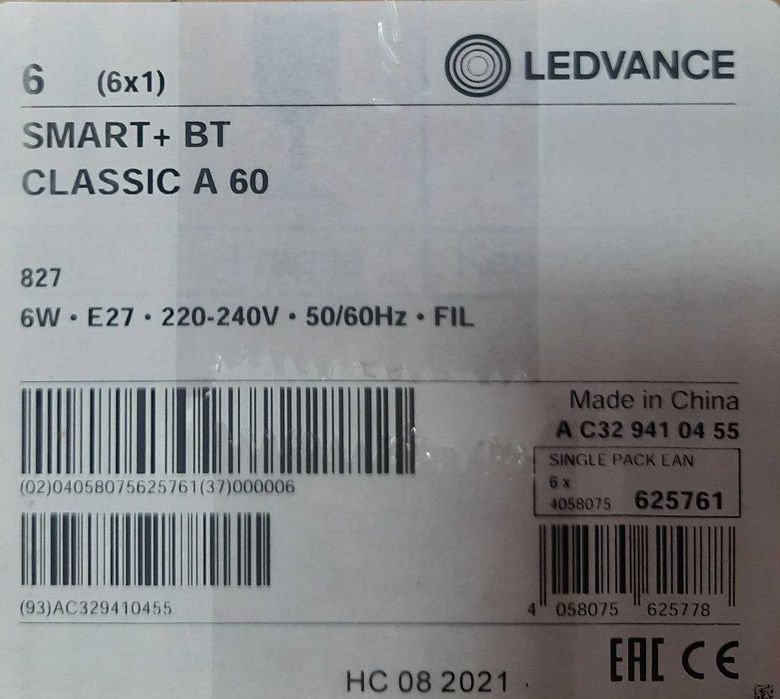 6 (6x1)
LEDVANCE
SMART+ BT
CLASSIC A 60
827
6W · E27 · 220-240V · 50/60Hz · FIL
Made in China
A C32 941 04 55
SINGLE PACK EAN
6 x
4058075 625761
(02)04058075625761(37)000006
(93)AC329410455
4 058075 625778
EAC CE
HC 08 2021 .